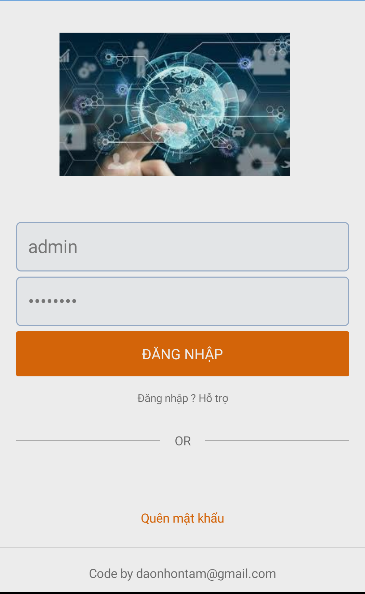 admin
••••••••
ĐĂNG NHẬP
Đăng nhập ? Hỗ trợ
OR
Quên mật khẩu
Code by daonhontam@gmail.com